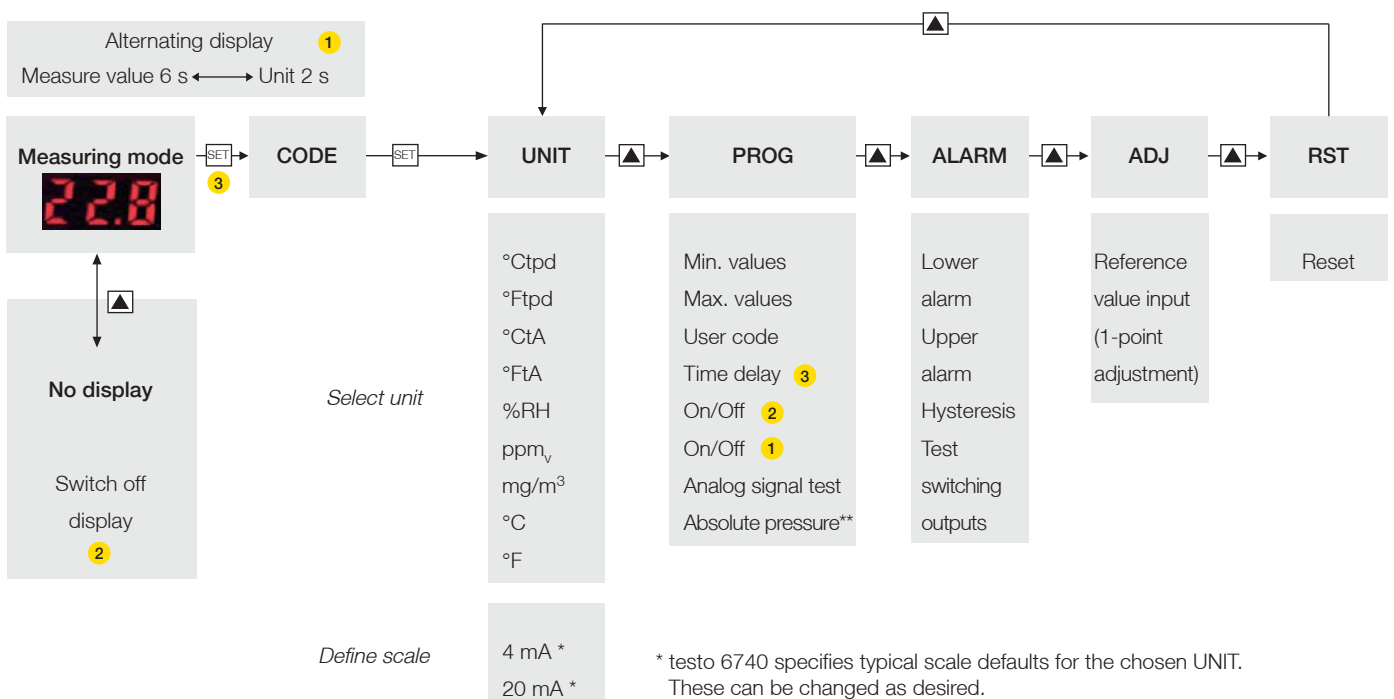 Alternating display 1
Measure value 6 s Unit 2 s
Measuring mode
22.8
SET
3
CODE
SET
UNIT
PROG
ALARM
ADJ
RST
No display
Switch off
display
2
Select unit
°Ctpd
°Ftpd
°CtA
°FtA
%RH
ppmv
mg/m³
°C
°F
Min. values
Max. values
User code
Time delay 3
On/Off 2
On/Off 1
Analog signal test
Absolute pressure**
Lower
alarm
Upper
alarm
Hysteresis
Test
switching
outputs
Reference
value input
(1-point
adjustment)
Reset
Define scale
4 mA *
20 mA *
* testo 6740 specifies typical scale defaults for the chosen UNIT.
These can be changed as desired.